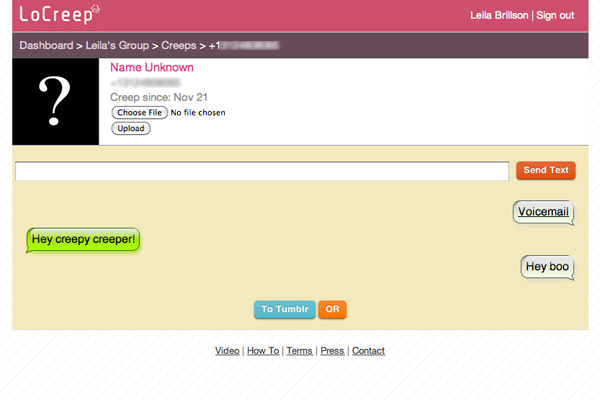 LoCreep
Leila Brillson | Sign out
Dashboard > Leila's Group > Creeps > +1
?
Name Unknown
Creep since: Nov 21
Choose File No file chosen
Upload
Send Text
Voicemail
Hey creepy creeper!
Hey boo
To Tumblr QR
Video | How To | Terms | Press | Contact